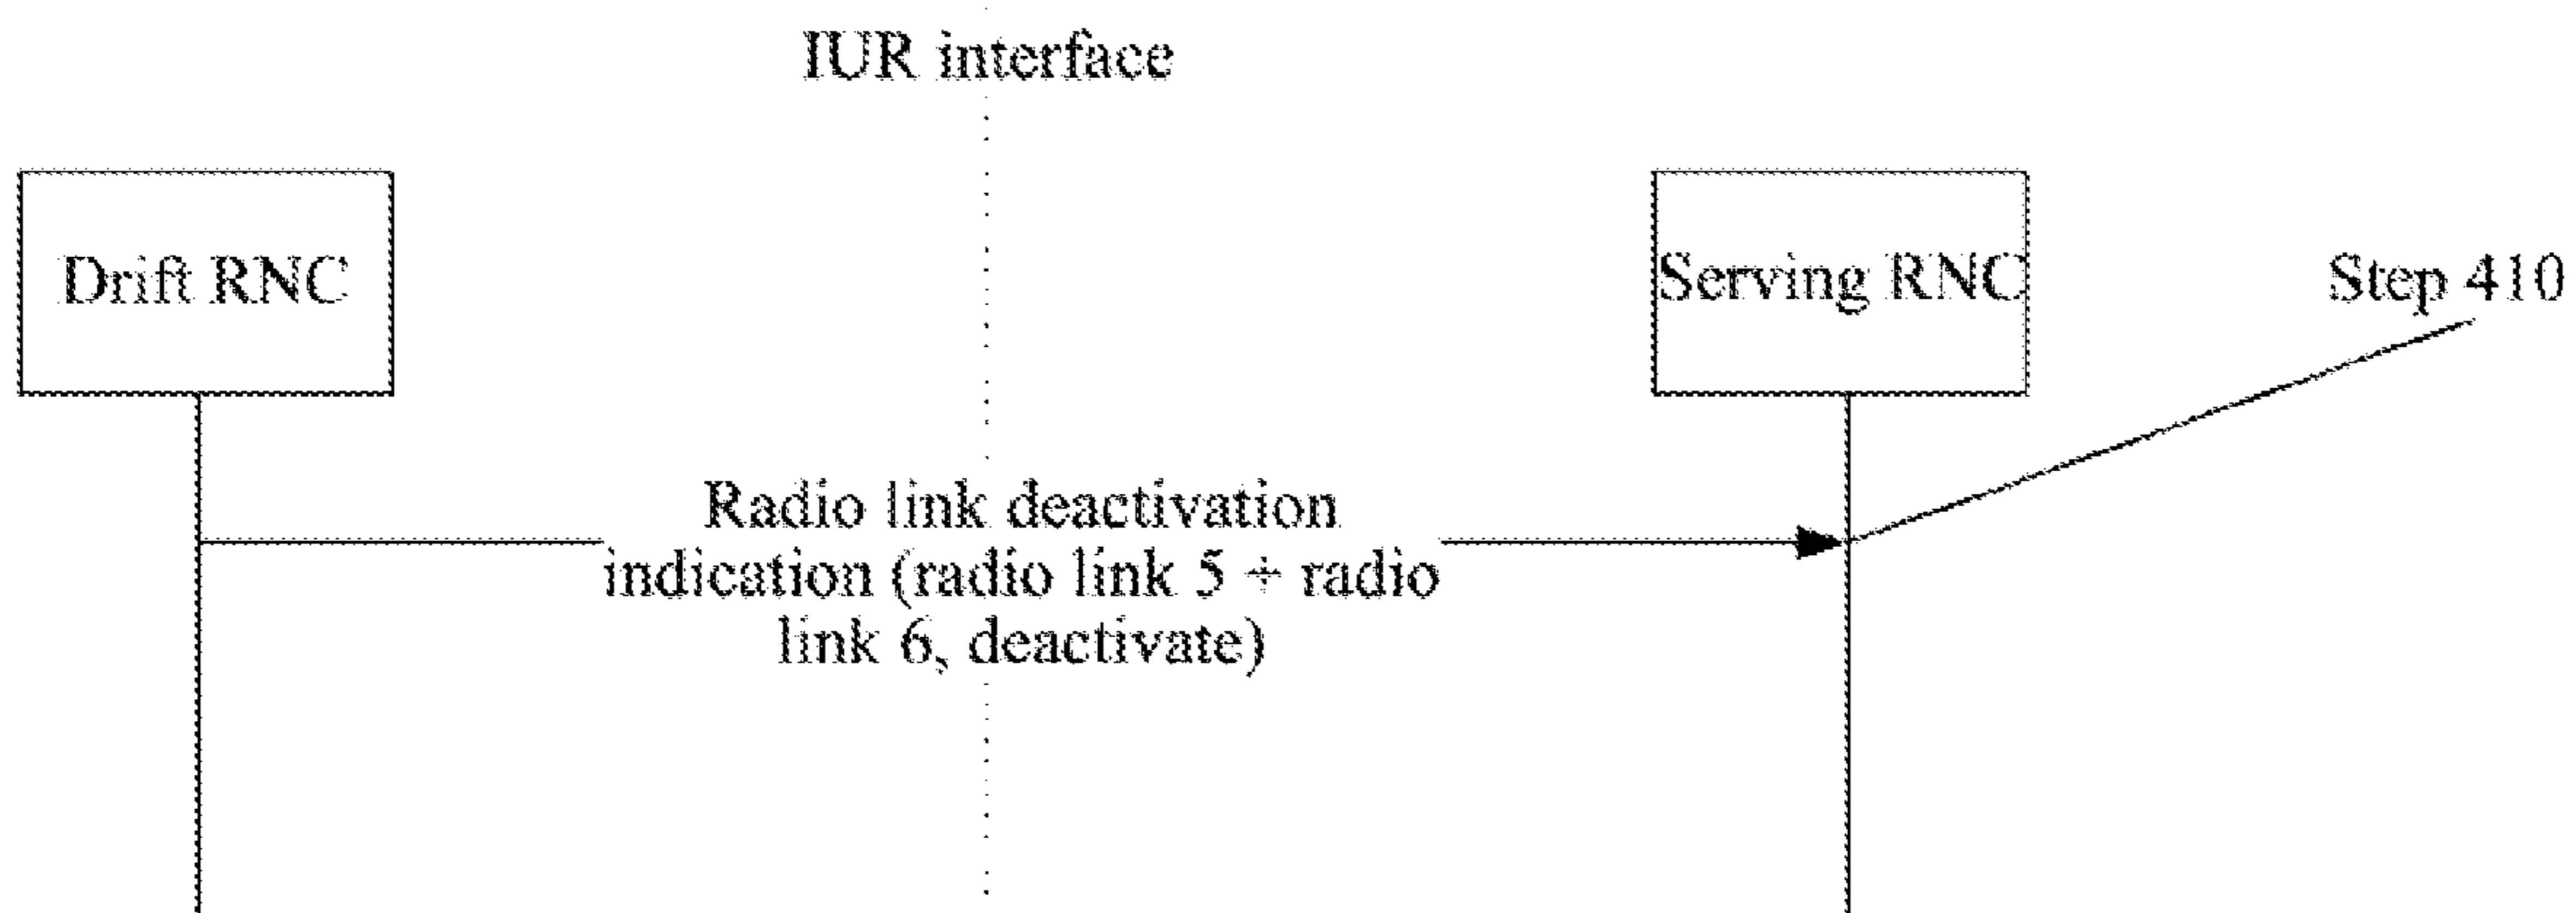 IUR interface
Drift RNC
Serving RNC
Step 410
Radio link deactivation
indication (radio link 5 + radio
link 6, deactivate)